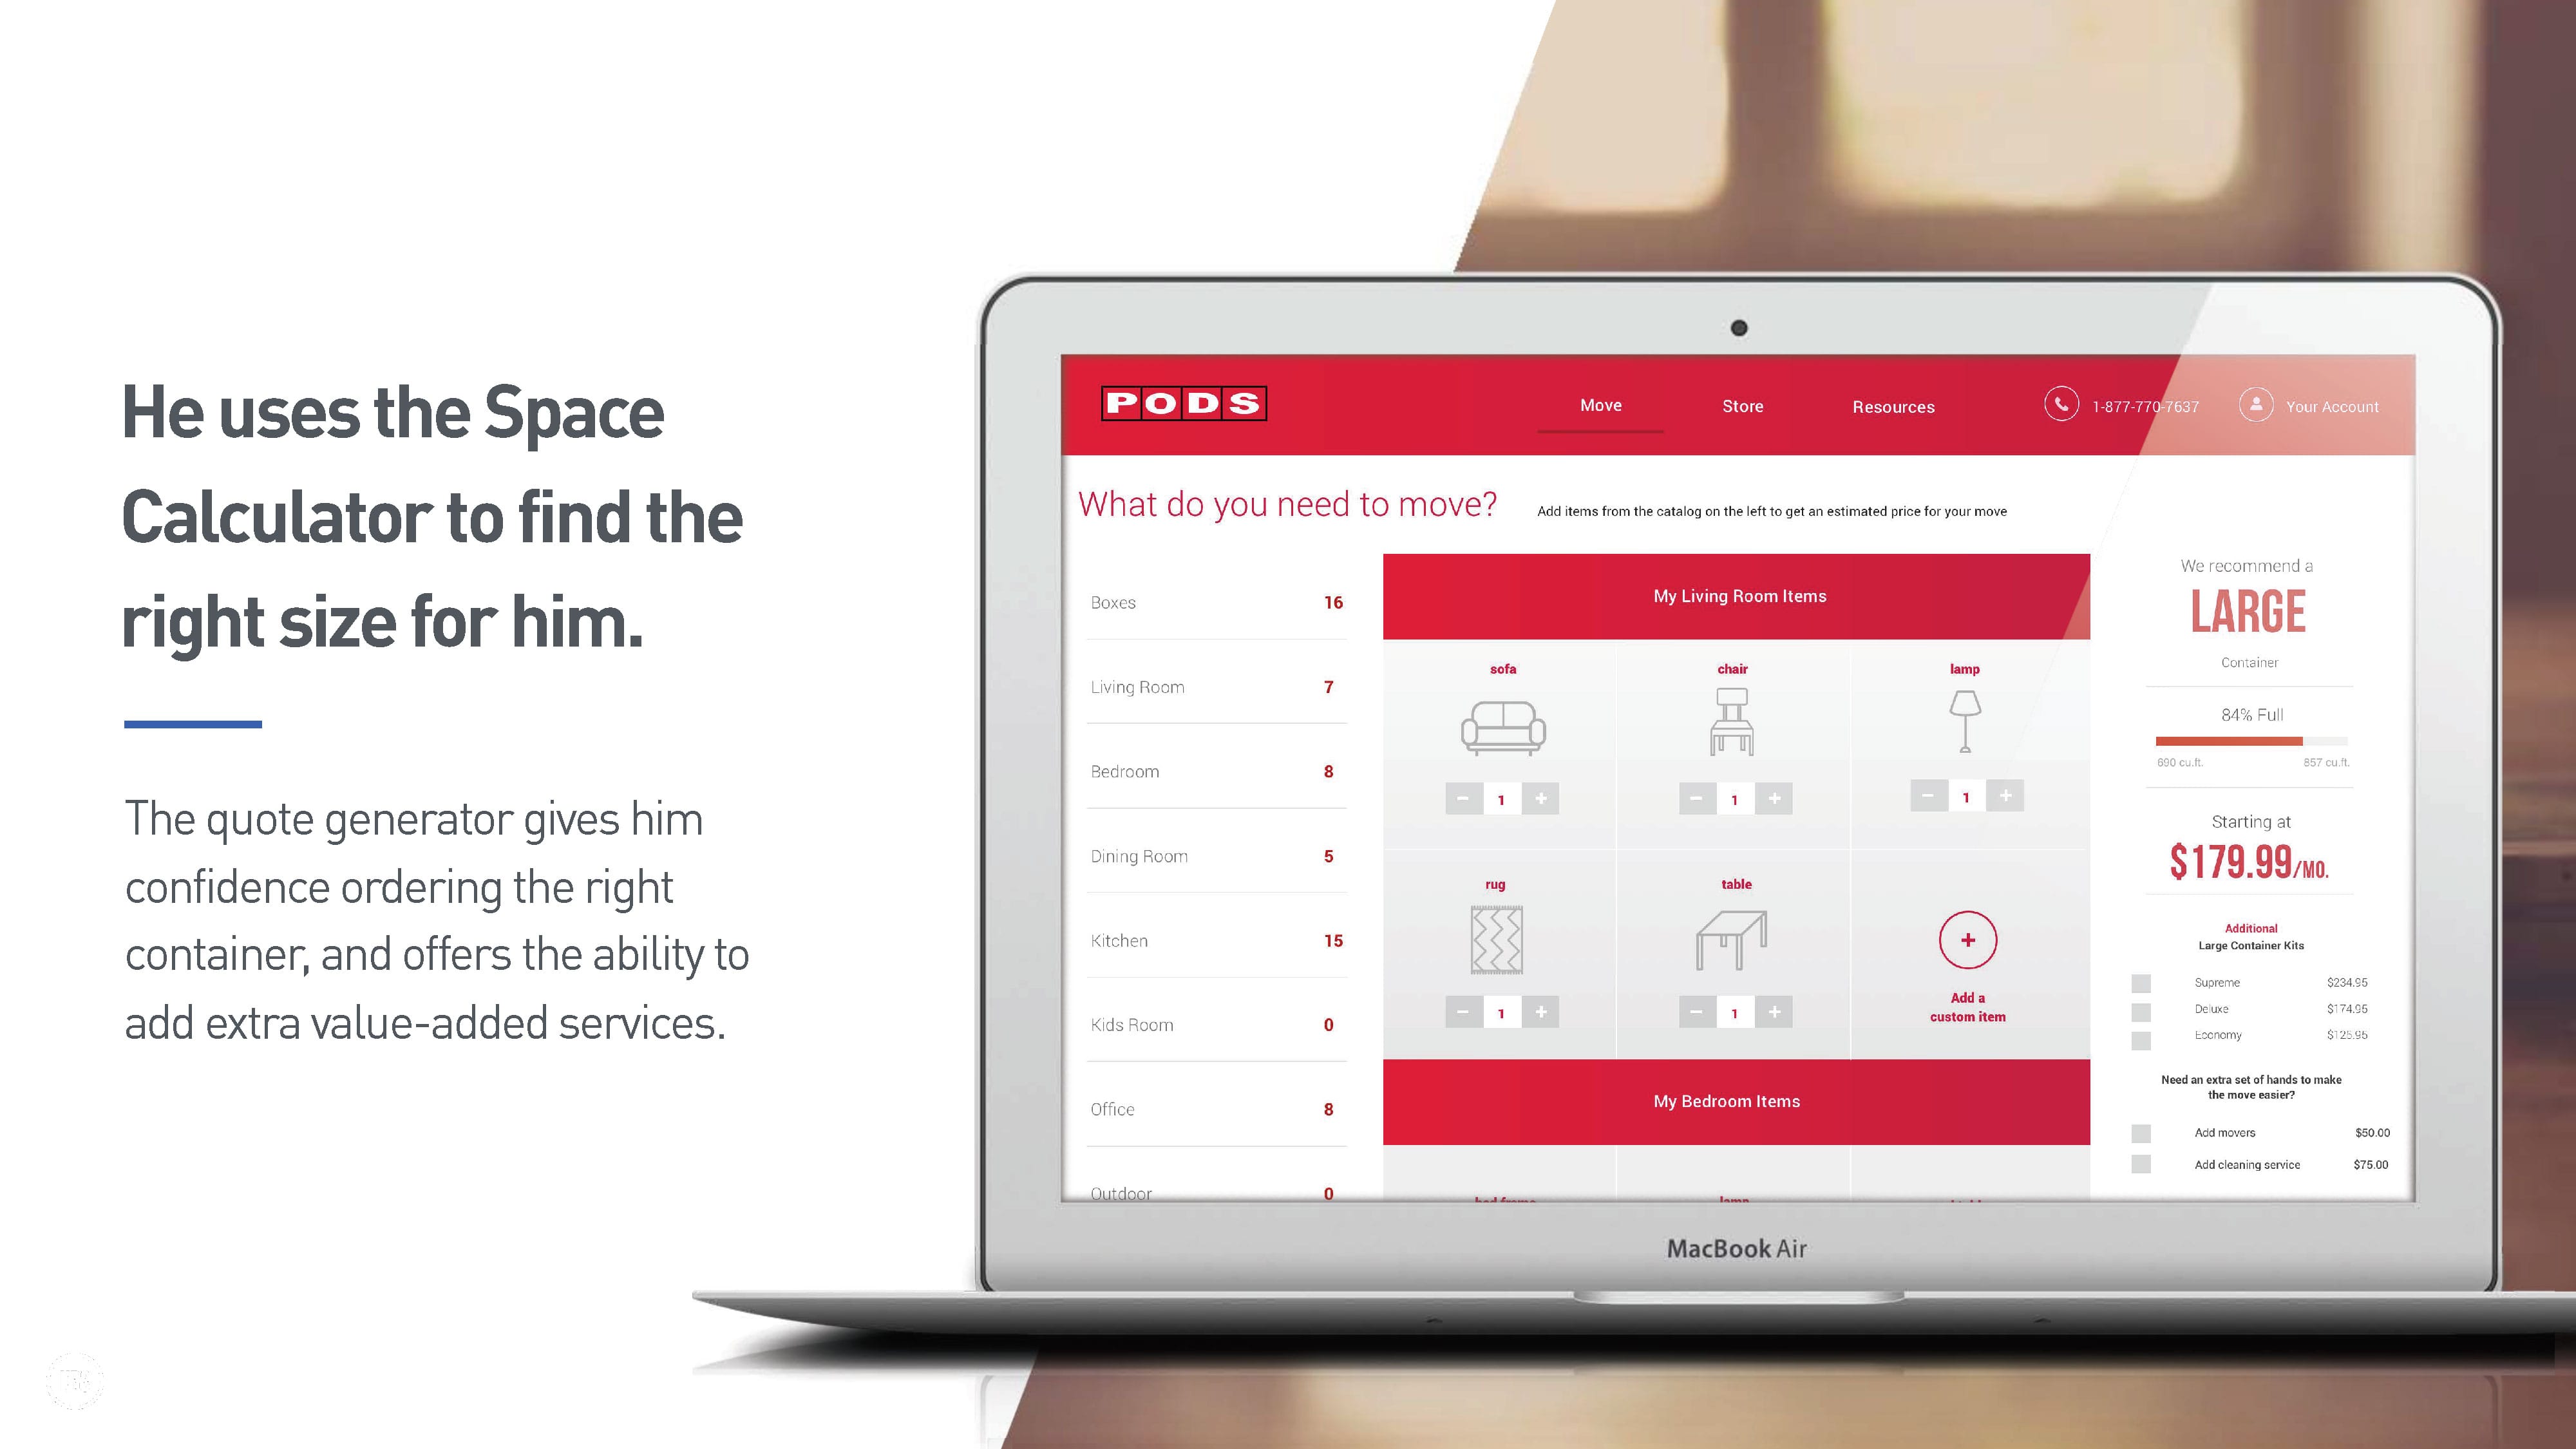 He uses the Space
Calculator to find the
right size for him.
The quote generator gives him
confidence ordering the right
container, and offers the ability to
add extra value-added services.
PODS
Move
Store
Resources
1-877-770-7637
Your Account
What do you need to move?
Add items from the catalog on the left to get an estimated price for your move
Boxes 16
Living Room 7
Bedroom 8
Dining Room 5
Kitchen 15
Kids Room 0
Office 8
Outdoor 0
My Living Room Items
sofa
chair
lamp
1
1
1
rug
table
Add a
custom item
1
1
My Bedroom Items
bed frame
lamp
We recommend a
LARGE
Container
84% Full
690 cu.ft. 857 cu.ft.
Starting at
$179.99/MO.
Additional
Large Container Kits
Supreme $234.95
Deluxe $174.95
Economy $125.95
Need an extra set of hands to make
the move easier?
Add movers $50.00
Add cleaning service $75.00
MacBook Air